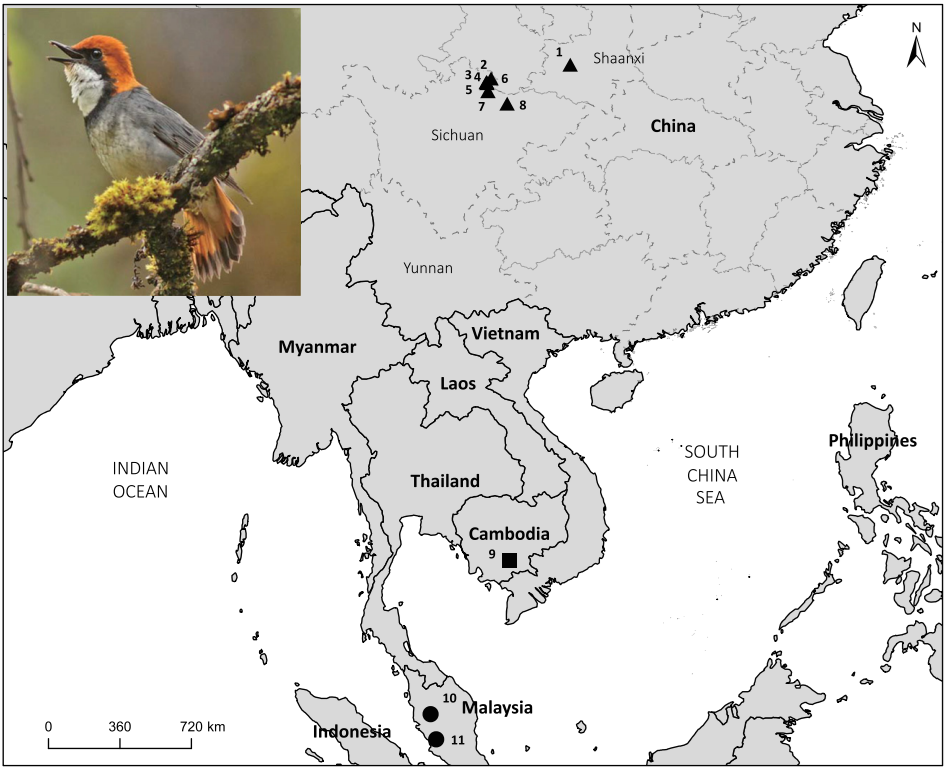 N
1
Shaanxi
2
3 4 6
5
7 8
China
Sichuan
Yunnan
Vietnam
Myanmar
Laos
Philippines
INDIAN
OCEAN
SOUTH
CHINA
SEA
Thailand
Cambodia
9
10
Malaysia
0 360 720 km
Indonesia
11